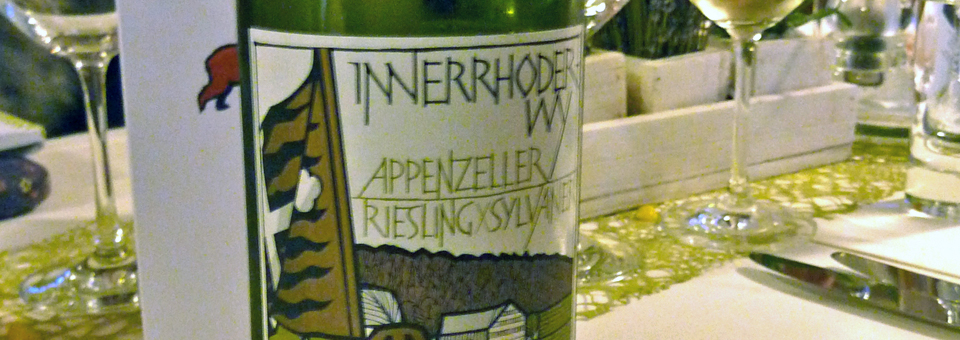 INNERRHODER-
WY
APPENZELLER
RIESLINGXSYLVANER